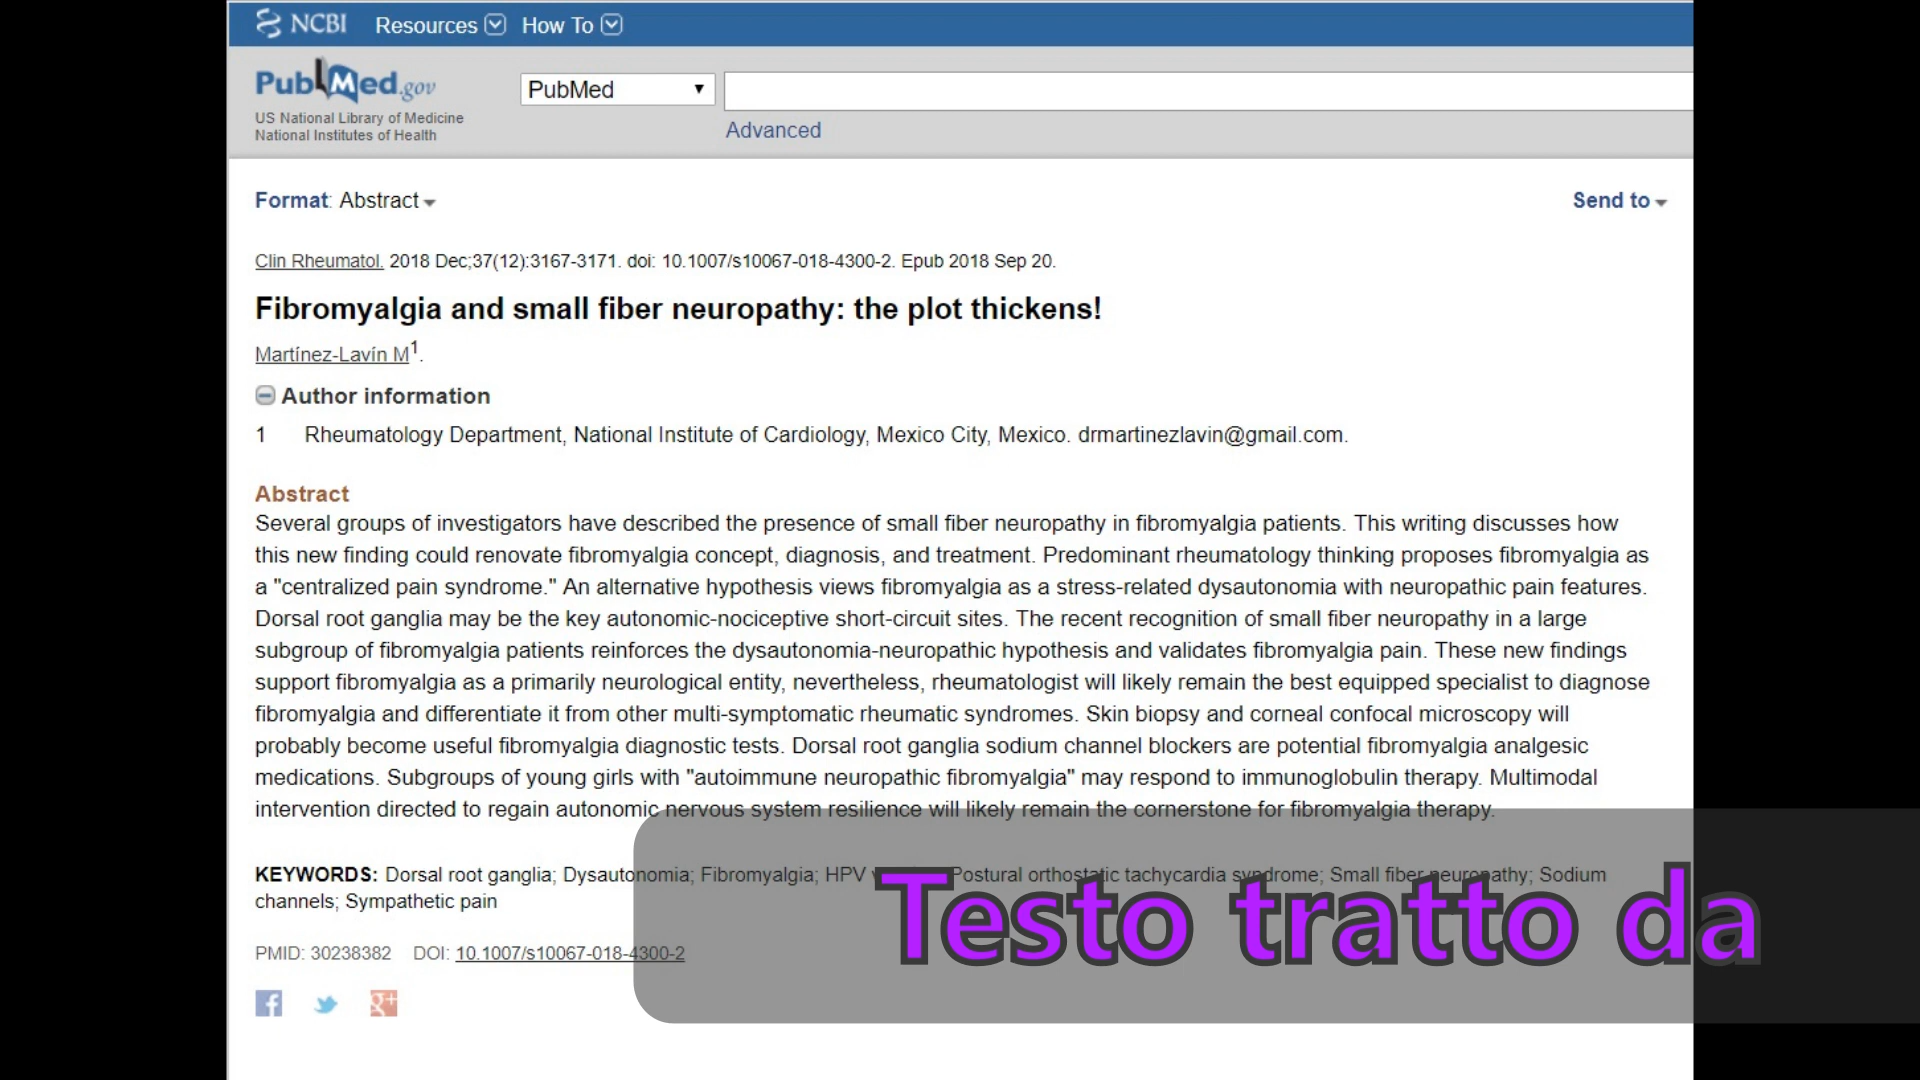 NCBI Resources How To
PubMed.gov
US National Library of Medicine
National Institutes of Health
PubMed
Advanced
Format: Abstract
Send to
Clin Rheumatol. 2018 Dec;37(12):3167-3171. doi: 10.1007/s10067-018-4300-2. Epub 2018 Sep 20.
Fibromyalgia and small fiber neuropathy: the plot thickens!
Martínez-Lavín M1.
Author information
1 Rheumatology Department, National Institute of Cardiology, Mexico City, Mexico. drmartinezlavin@gmail.com.
Abstract
Several groups of investigators have described the presence of small fiber neuropathy in fibromyalgia patients. This writing discusses how
this new finding could renovate fibromyalgia concept, diagnosis, and treatment. Predominant rheumatology thinking proposes fibromyalgia as
a "centralized pain syndrome." An alternative hypothesis views fibromyalgia as a stress-related dysautonomia with neuropathic pain features.
Dorsal root ganglia may be the key autonomic-nociceptive short-circuit sites. The recent recognition of small fiber neuropathy in a large
subgroup of fibromyalgia patients reinforces the dysautonomia-neuropathic hypothesis and validates fibromyalgia pain. These new findings
support fibromyalgia as a primarily neurological entity, nevertheless, rheumatologist will likely remain the best equipped specialist to diagnose
fibromyalgia and differentiate it from other multi-symptomatic rheumatic syndromes. Skin biopsy and corneal confocal microscopy will
probably become useful fibromyalgia diagnostic tests. Dorsal root ganglia sodium channel blockers are potential fibromyalgia analgesic
medications. Subgroups of young girls with "autoimmune neuropathic fibromyalgia" may respond to immunoglobulin therapy. Multimodal
intervention directed to regain autonomic nervous system resilience will likely remain the cornerstone for fibromyalgia therapy.
KEYWORDS: Dorsal root ganglia; Dysautonomia; Fibromyalgia; HPV Postural orthostatic tachycardia syndrome; Small fiber neuropathy; Sodium
channels; Sympathetic pain
Testo tratto da
PMID: 30238382 DOI: 10.1007/s10067-018-4300-2